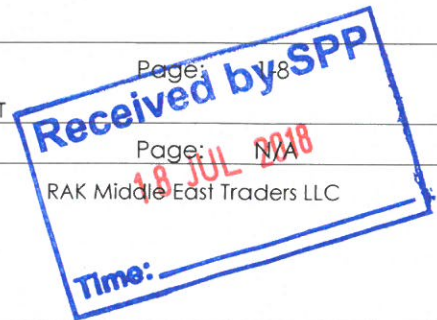 Page: 1-8
T
Received by SPP
Page: N/A
18 JUL 2018
RAK Middle East Traders LLC
Time: